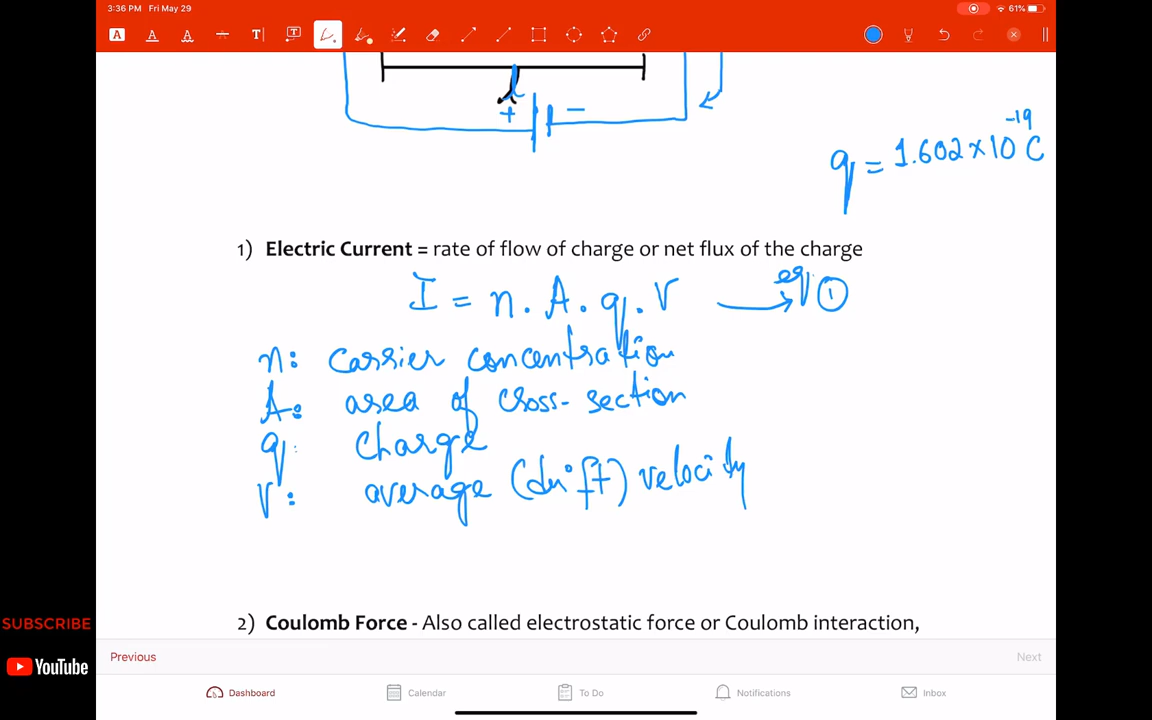 3:36 PM Fri May 29
61%
A A A T T
+ −
l
q = 1.602 × 10 -19 C
1) Electric Current = rate of flow of charge or net flux of the charge
I = n . A . q . V → eq 1
n: carrier concentration
A: area of cross-section
q: charge
V: average (drift) velocity
SUBSCRIBE
2) Coulomb Force - Also called electrostatic force or Coulomb interaction,
YouTube
Previous Next
Dashboard Calendar To Do Notifications Inbox